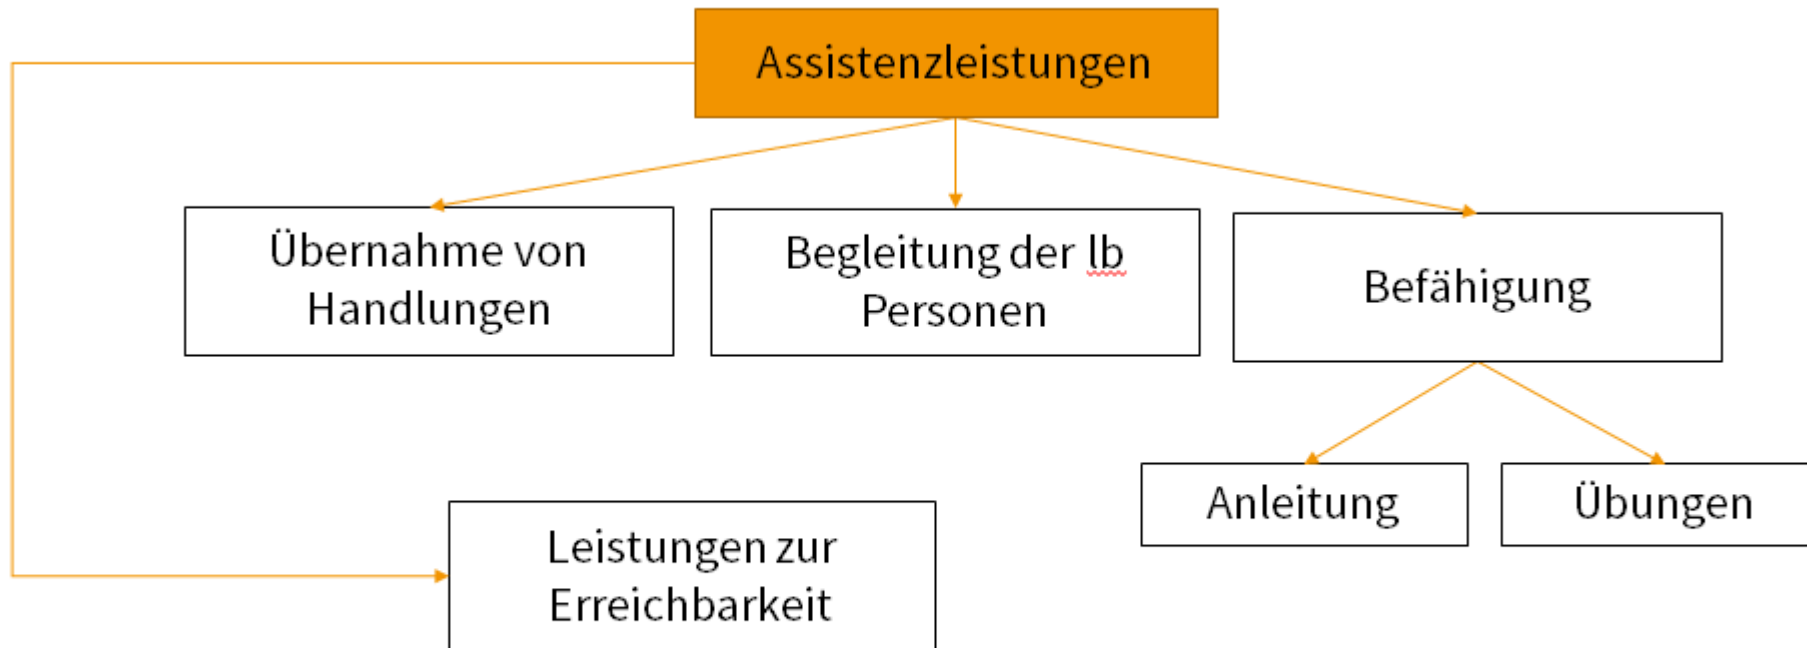 Assistenzleistungen
Übernahme von
Handlungen
Begleitung der lb
Personen
Befähigung
Anleitung
Übungen
Leistungen zur
Erreichbarkeit